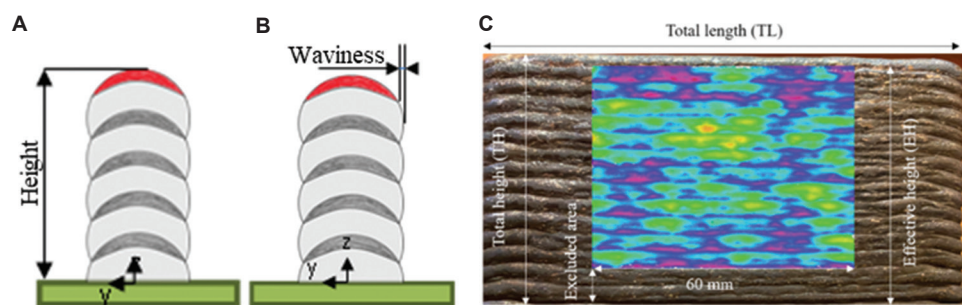 A
B
C
Height
Waviness
z
y
z
y
Total length (TL)
Total height (TH)
Excluded area
60 mm
Effective height (EH)